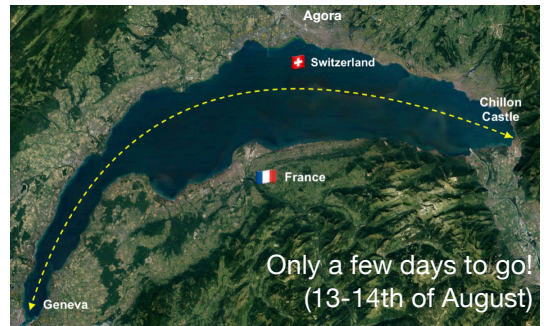 Agora
Switzerland
Chillon
Castle
France
Only a few days to go!
(13-14th of August)
Geneva